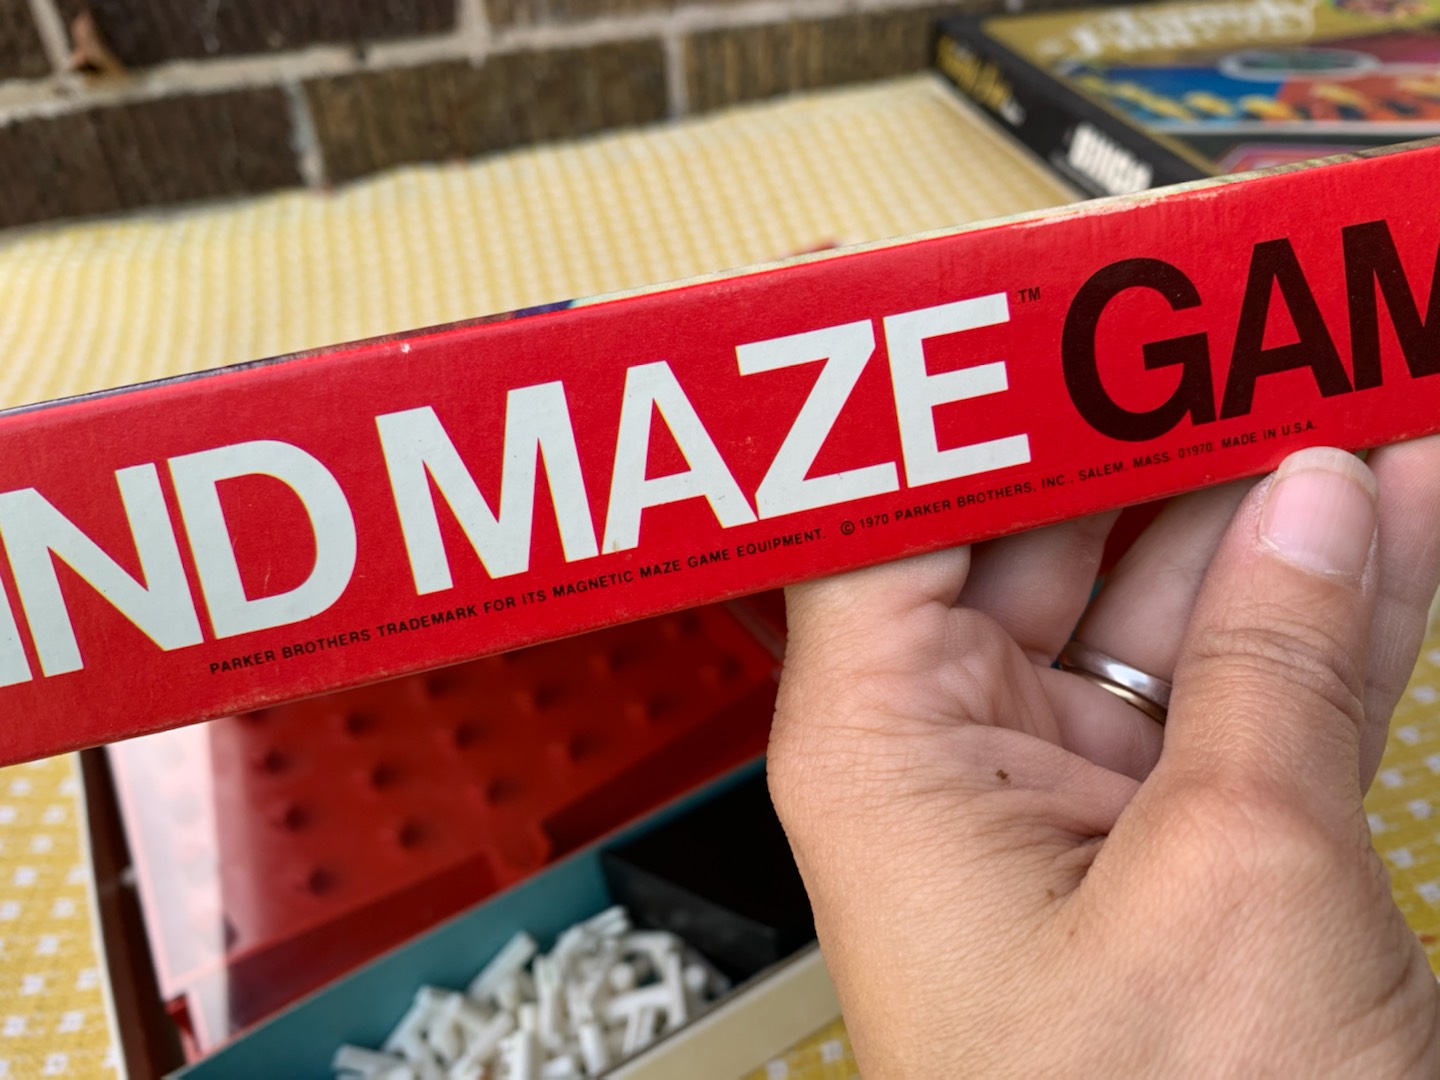 IND MAZE™ GAM
PARKER BROTHERS TRADEMARK FOR ITS MAGNETIC MAZE GAME EQUIPMENT. © 1970 PARKER BROTHERS, INC., SALEM, MASS. 01970. MADE IN U.S.A.